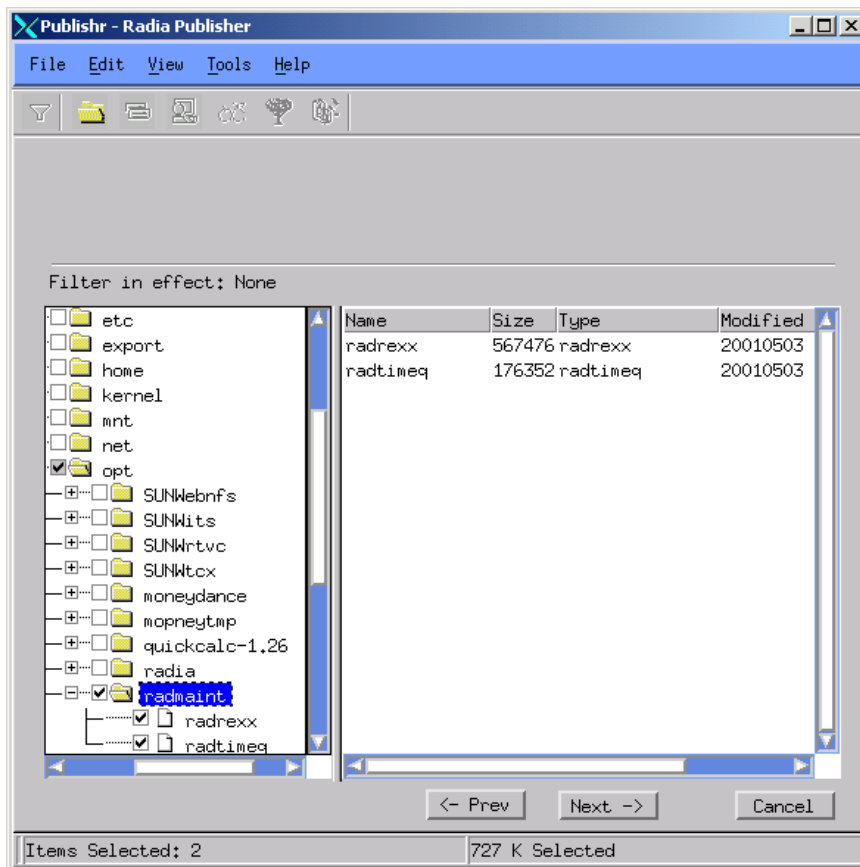 Publishr - Radia Publisher
File Edit View Tools Help
Filter in effect: None
etc
export
home
kernel
mnt
net
opt
SUNWebnfs
SUNWits
SUNWrtvc
SUNWtcx
moneydance
mopneytmp
quickcalc-1.26
radia
radmaint
radrexx
radtimeq
Name Size Type Modified
radrexx 567476 radrexx 20010503
radtimeq 176352 radtimeq 20010503
<- Prev Next -> Cancel
Items Selected: 2 727 K Selected